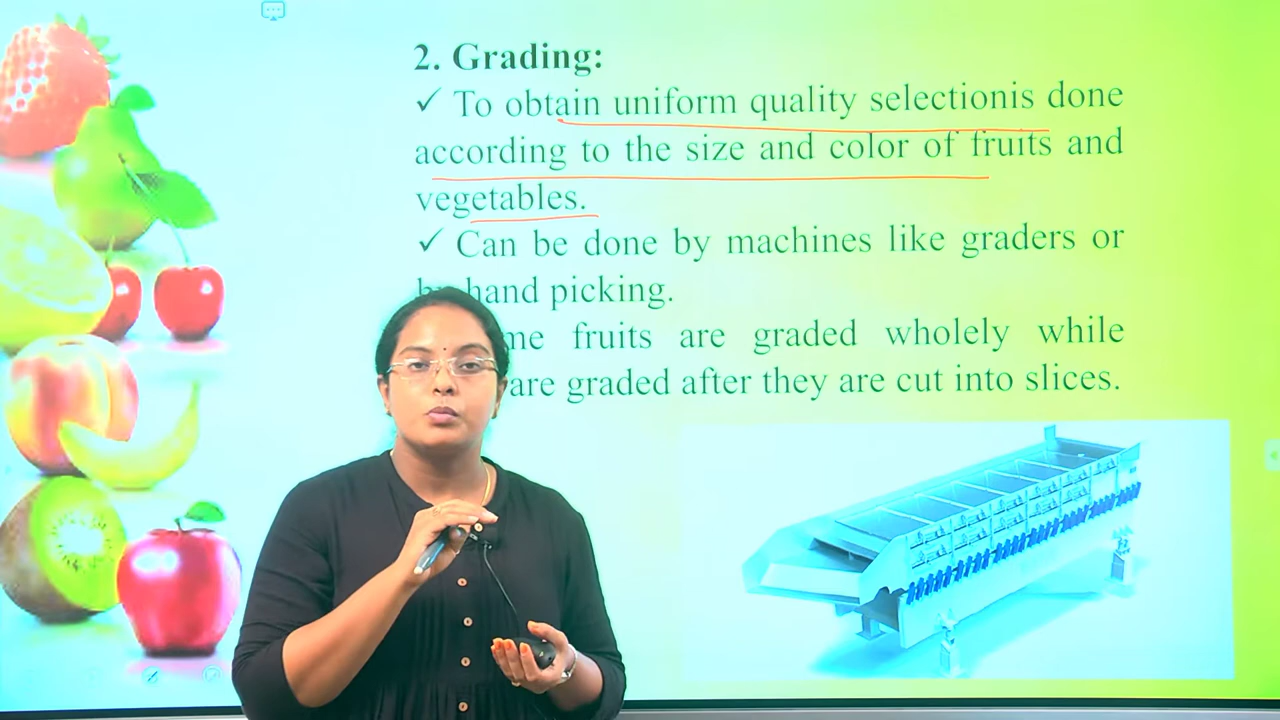 2. Grading:
✓ To obtain uniform quality selectionis done
according to the size and color of fruits and
vegetables.
✓ Can be done by machines like graders or
by hand picking.
fruits are graded wholely while
are graded after they are cut into slices.